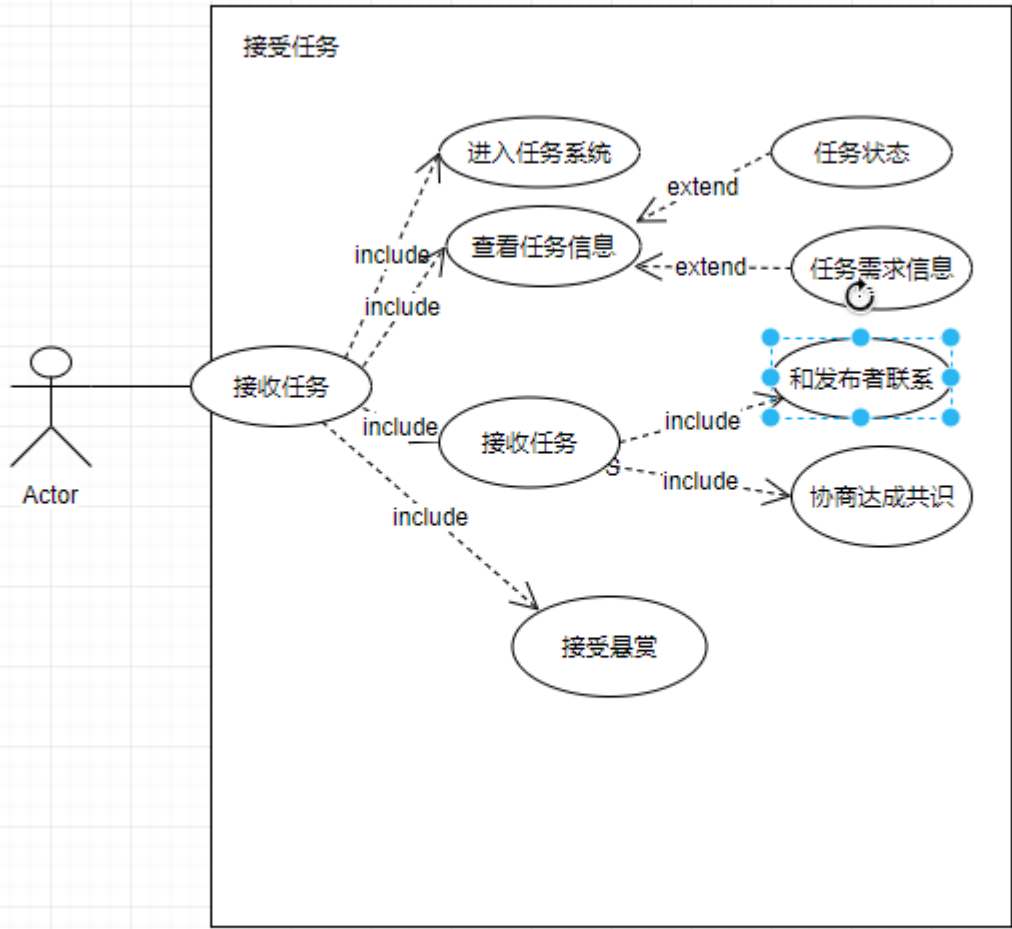 接受任务
进入任务系统
任务状态
extend
查看任务信息
include
extend
任务需求信息
include
接收任务
和发布者联系
include
接收任务
include
include
协商达成共识
Actor
include
接受悬赏